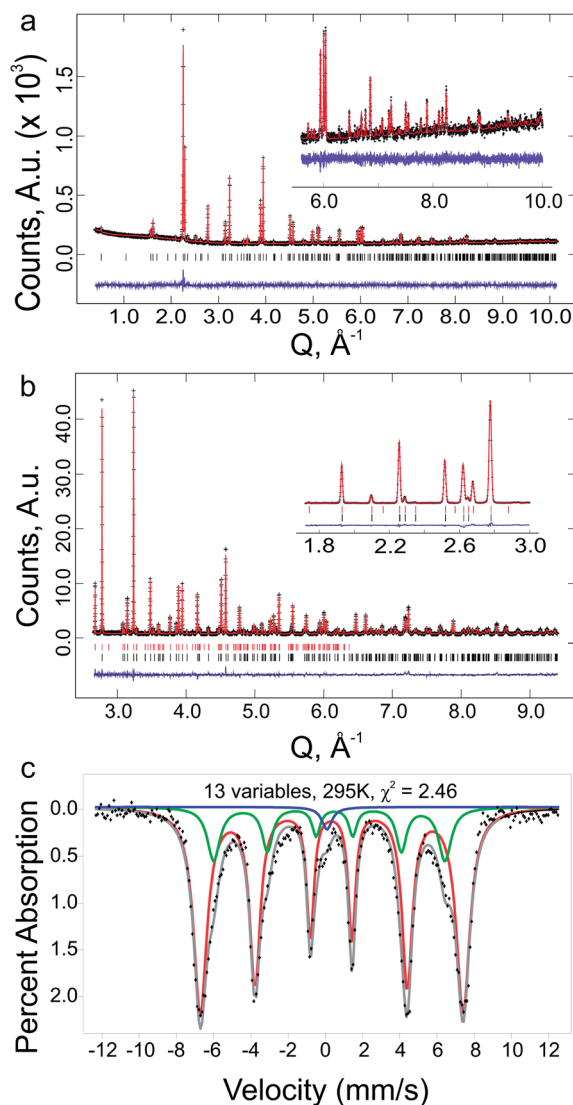 a
Counts, A.u. (x 10³)
1.5
1.0
0.5
0.0
6.0 8.0 10.0
1.0 2.0 3.0 4.0 5.0 6.0 7.0 8.0 9.0 10.0
Q, Å⁻¹
b
Counts, A.u.
40.0
30.0
20.0
10.0
0.0
1.8 2.2 2.6 3.0
3.0 4.0 5.0 6.0 7.0 8.0 9.0
Q, Å⁻¹
c
13 variables, 295K, χ² = 2.46
Percent Absorption
0.0
0.5
1.0
1.5
2.0
-12 -10 -8 -6 -4 -2 0 2 4 6 8 10 12
Velocity (mm/s)